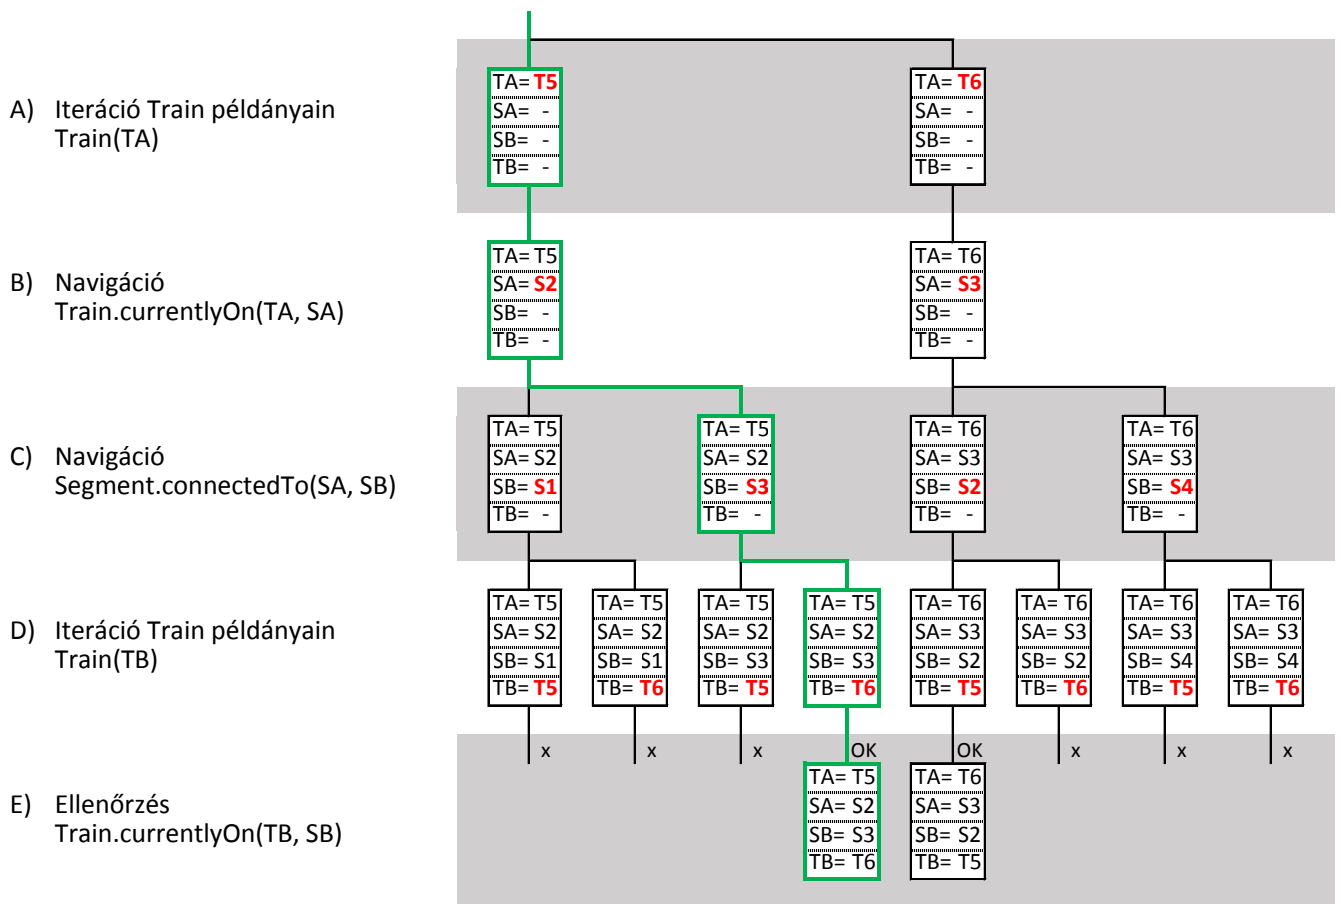 A) Iteráció Train példányain
Train(TA)
TA= T5
SA= -
SB= -
TB= -
TA= T6
SA= -
SB= -
TB= -
B) Navigáció
Train.currentlyOn(TA, SA)
TA= T5
SA= S2
SB= -
TB= -
TA= T6
SA= S3
SB= -
TB= -
C) Navigáció
Segment.connectedTo(SA, SB)
TA= T5
SA= S2
SB= S1
TB= -
TA= T5
SA= S2
SB= S3
TB= -
TA= T6
SA= S3
SB= S2
TB= -
TA= T6
SA= S3
SB= S4
TB= -
D) Iteráció Train példányain
Train(TB)
TA= T5
SA= S2
SB= S1
TB= T5
TA= T5
SA= S2
SB= S1
TB= T6
TA= T5
SA= S2
SB= S3
TB= T5
TA= T5
SA= S2
SB= S3
TB= T6
TA= T6
SA= S3
SB= S2
TB= T5
TA= T6
SA= S3
SB= S2
TB= T6
TA= T6
SA= S3
SB= S4
TB= T5
TA= T6
SA= S3
SB= S4
TB= T6
x x x OK OK x x x
E) Ellenőrzés
Train.currentlyOn(TB, SB)
TA= T5
SA= S2
SB= S3
TB= T6
TA= T6
SA= S3
SB= S2
TB= T5